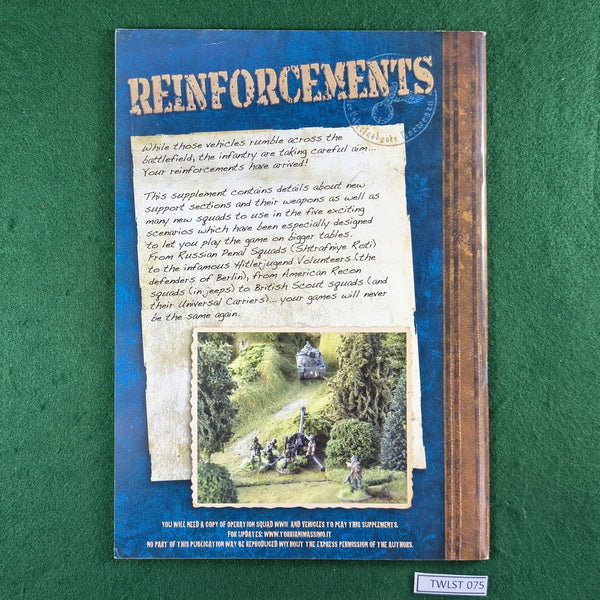 REINFORCEMENTS
While those vehicles rumble across the
battlefield, the infantry are taking careful aim...
Your reinforcements have arrived!
This supplement contains details about new
support sections and their weapons as well as
many new squads to use in the five exciting
scenarios which have been especially designed
to let you play the game on bigger tables.
From Russian Penal Squads (Shtrafniye Roti)
to the infamous Hitlerjugend Volunteers (the
defenders of Berlin), from American Recon
squads (in jeeps) to British Scout squads (and
their Universal Carriers)... your games will never
be the same again.
YOU WILL NEED A COPY OF OPERATION SQUAD WWII AND VEHICLES TO PLAY THIS SUPPLEMENTS.
FOR UPDATES: WWW.TORRIANIMASSIMO.IT
NO PART OF THIS PUBLICATION MAY BE REPRODUCED WITHOUT THE EXPRESS PERMISSION OF THE AUTHORS.
TWLST 075